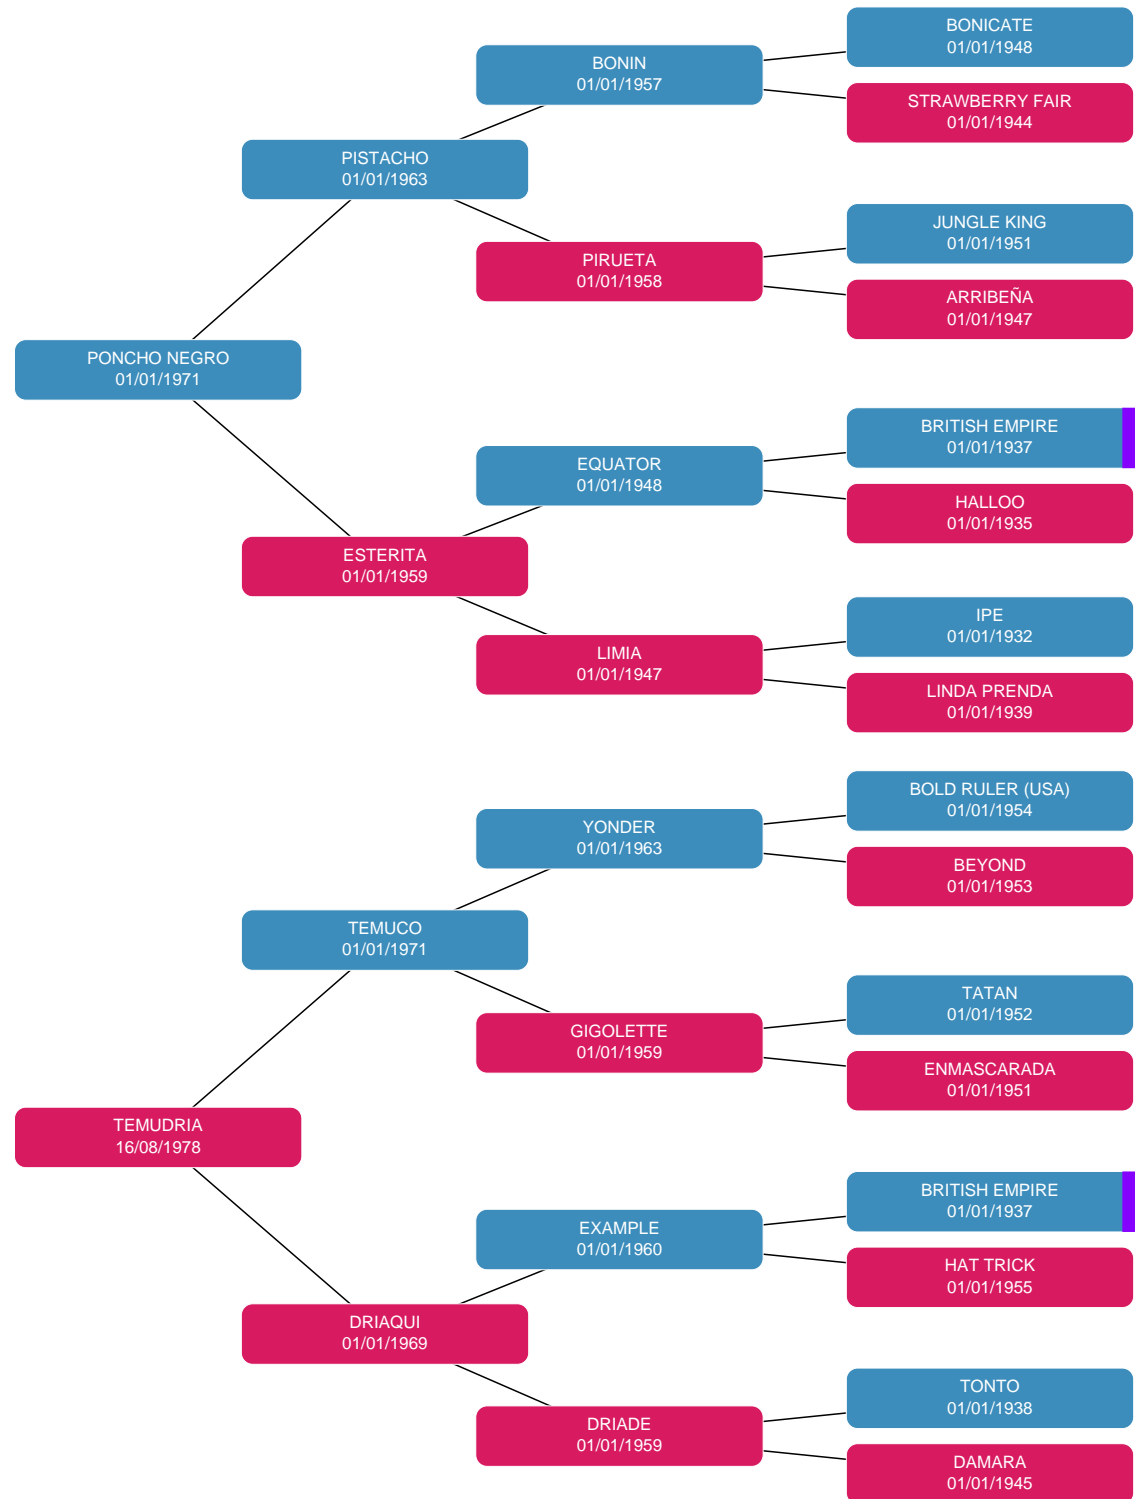 BONICATE
01/01/1948
BONIN
01/01/1957
STRAWBERRY FAIR
01/01/1944
PISTACHO
01/01/1963
JUNGLE KING
01/01/1951
PIRUETA
01/01/1958
ARRIBEÑA
01/01/1947
PONCHO NEGRO
01/01/1971
BRITISH EMPIRE
01/01/1937
EQUATOR
01/01/1948
HALLOO
01/01/1935
ESTERITA
01/01/1959
IPE
01/01/1932
LIMIA
01/01/1947
LINDA PRENDA
01/01/1939
BOLD RULER (USA)
01/01/1954
YONDER
01/01/1963
BEYOND
01/01/1953
TEMUCO
01/01/1971
TATAN
01/01/1952
GIGOLETTE
01/01/1959
ENMASCARADA
01/01/1951
TEMUDRIA
16/08/1978
BRITISH EMPIRE
01/01/1937
EXAMPLE
01/01/1960
HAT TRICK
01/01/1955
DRIAQUI
01/01/1969
TONTO
01/01/1938
DRIADE
01/01/1959
DAMARA
01/01/1945